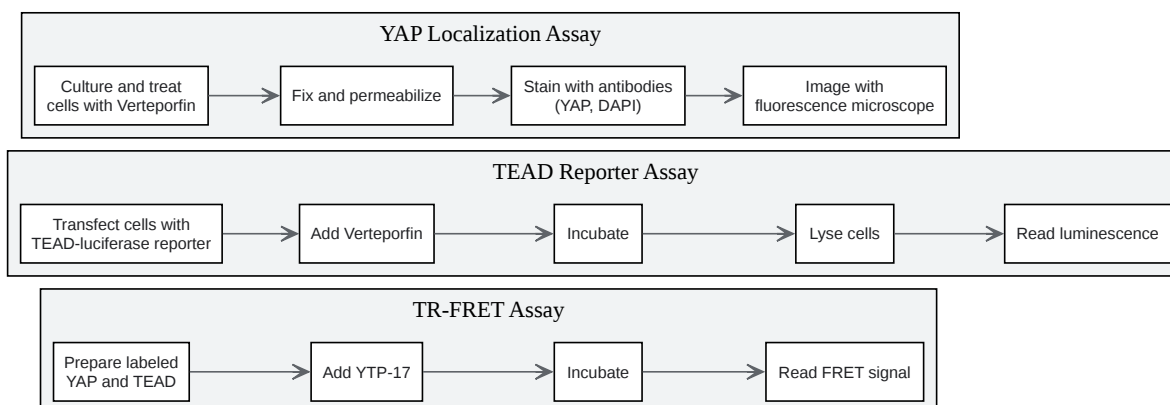 YAP Localization Assay
Culture and treat
cells with Verteporfin
Fix and permeabilize
Stain with antibodies
(YAP, DAPI)
Image with
fluorescence microscope
TEAD Reporter Assay
Transfect cells with
TEAD-luciferase reporter
Add Verteporfin
Incubate
Lyse cells
Read luminescence
TR-FRET Assay
Prepare labeled
YAP and TEAD
Add YTP-17
Incubate
Read FRET signal